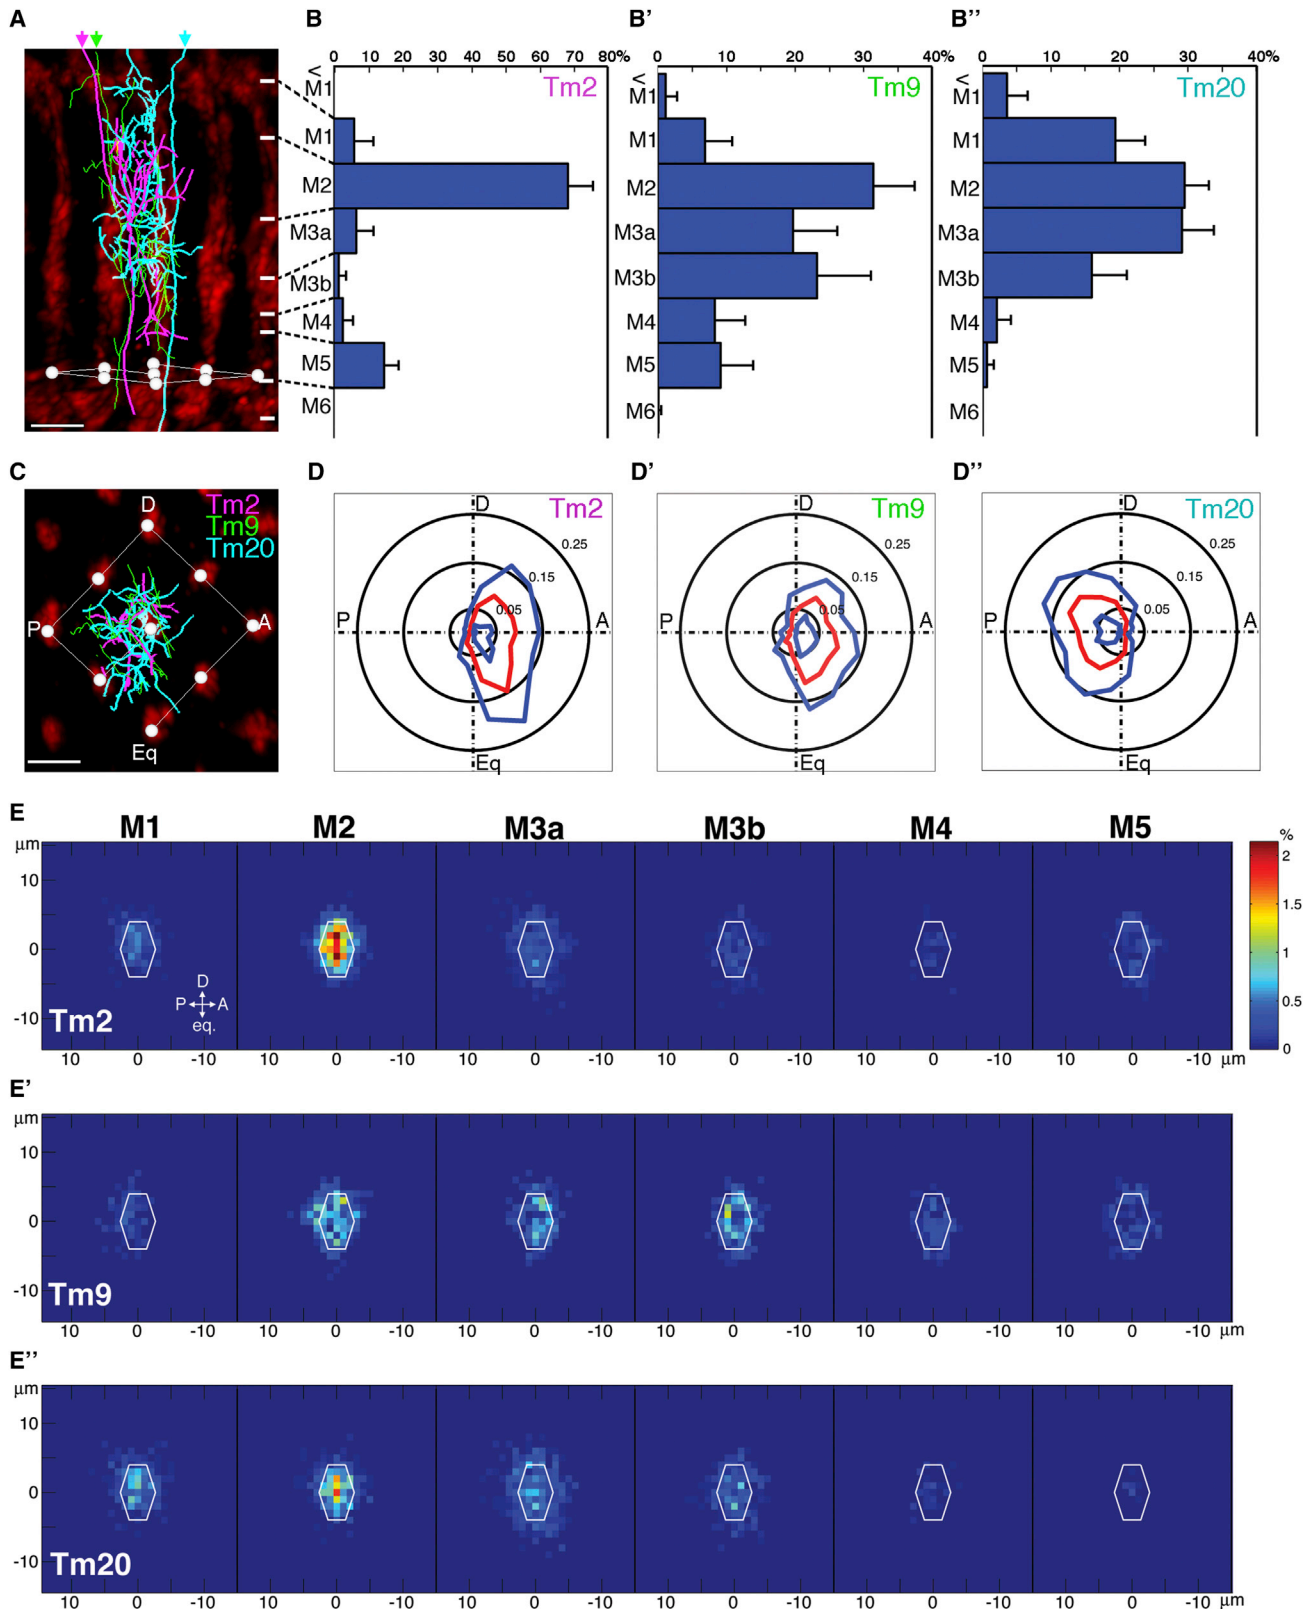 A
B
B'
B''
0 10 20 30 40 50 60 70 80%
0 10 20 30 40%
0 10 20 30 40%
Tm2
Tm9
Tm20
< M1
M1
M2
M3a
M3b
M4
M5
M6
< M1
M1
M2
M3a
M3b
M4
M5
M6
< M1
M1
M2
M3a
M3b
M4
M5
M6
C
D
D'
D''
Tm2
Tm9
Tm20
D
P
A
Eq
Tm2
D
0.25
0.15
0.05
P
A
Eq
Tm9
D
0.25
0.15
0.05
P
A
Eq
Tm20
D
0.25
0.15
0.05
P
A
Eq
E
M1 M2 M3a M3b M4 M5
µm
10
0
-10
D
P A
eq.
Tm2
10 0 -10 10 0 -10 10 0 -10 10 0 -10 10 0 -10 10 0 -10 µm
%
2
1.5
1
0.5
0
E'
µm
10
0
-10
Tm9
10 0 -10 10 0 -10 10 0 -10 10 0 -10 10 0 -10 10 0 -10 µm
E''
µm
10
0
-10
Tm20
10 0 -10 10 0 -10 10 0 -10 10 0 -10 10 0 -10 10 0 -10 µm